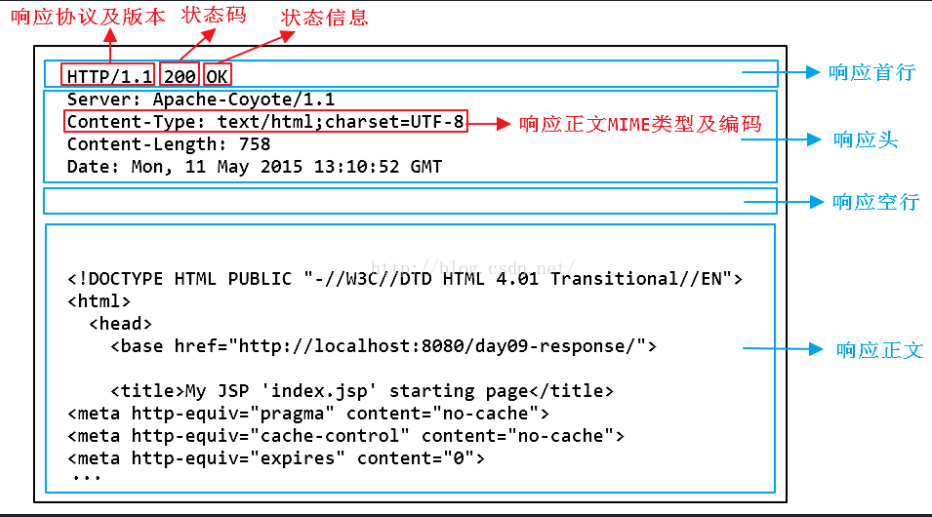 响应协议及版本 状态码 状态信息
HTTP/1.1 200 OK 响应首行
Server: Apache-Coyote/1.1
Content-Type: text/html;charset=UTF-8 响应正文MIME类型及编码
Content-Length: 758 响应头
Date: Mon, 11 May 2015 13:10:52 GMT
响应空行
http://blog.csdn.net/
<!DOCTYPE HTML PUBLIC "-//W3C//DTD HTML 4.01 Transitional//EN">
<html>
<head>
<base href="http://localhost:8080/day09-response/"> 响应正文
<title>My JSP 'index.jsp' starting page</title>
<meta http-equiv="pragma" content="no-cache">
<meta http-equiv="cache-control" content="no-cache">
<meta http-equiv="expires" content="0">
...